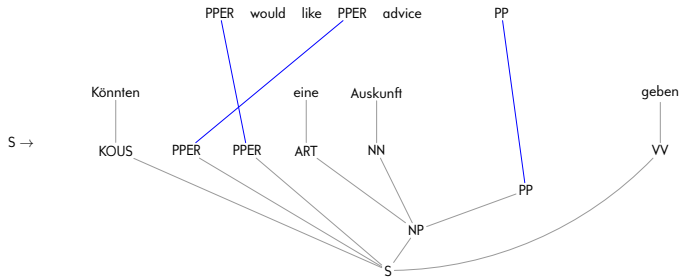 PPER would like PPER advice PP
Könnten eine Auskunft geben
S → KOUS PPER PPER ART NN VV
PP
NP
S